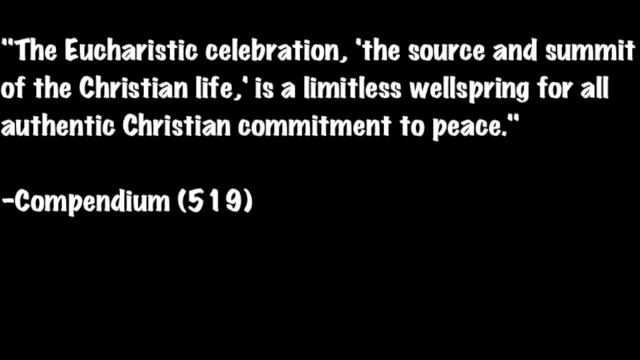 "The Eucharistic celebration, 'the source and summit
of the Christian life,' is a limitless wellspring for all
authentic Christian commitment to peace."
-Compendium (519)